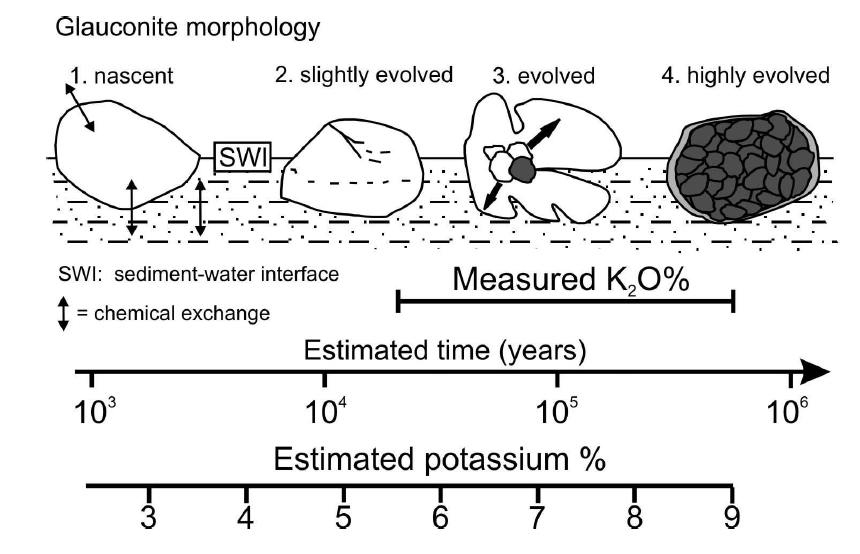 Glauconite morphology
1. nascent 2. slightly evolved 3. evolved 4. highly evolved
SWI
SWI: sediment-water interface
= chemical exchange
Measured K₂O%
Estimated time (years)
10³ 10⁴ 10⁵ 10⁶
Estimated potassium %
3 4 5 6 7 8 9